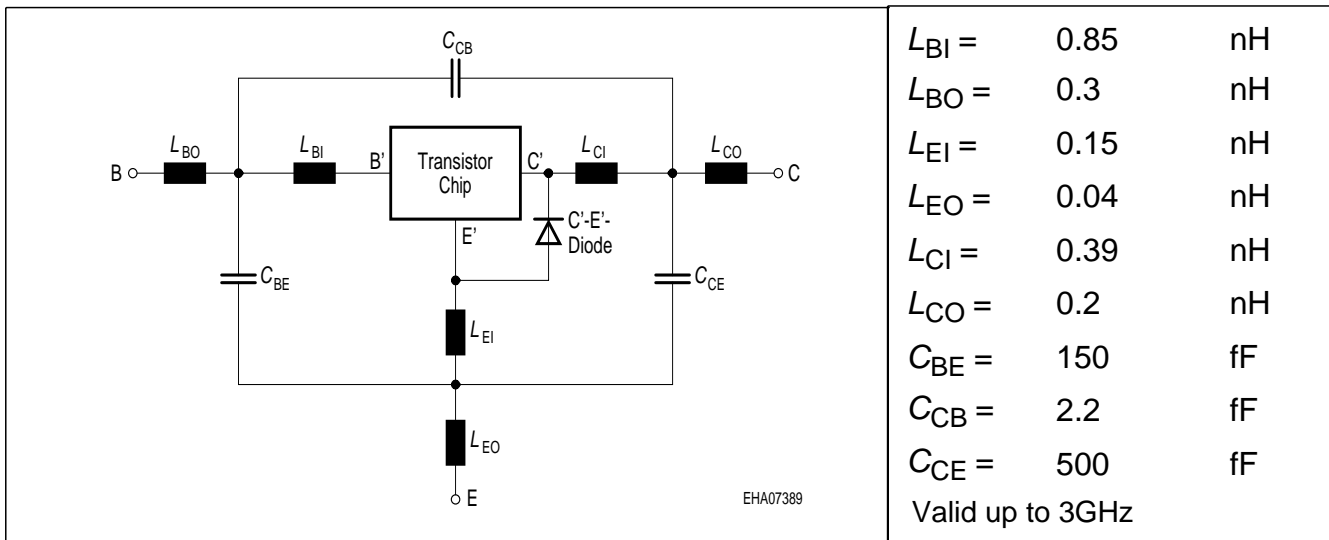 C_CB
L_BO
L_BI
B'
Transistor
Chip
C'
L_CI
L_CO
B
C
E'
C'-E'-
Diode
C_BE
C_CE
L_EI
L_EO
E
EHA07389
L_BI = 0.85 nH
L_BO = 0.3 nH
L_EI = 0.15 nH
L_EO = 0.04 nH
L_CI = 0.39 nH
L_CO = 0.2 nH
C_BE = 150 fF
C_CB = 2.2 fF
C_CE = 500 fF
Valid up to 3GHz